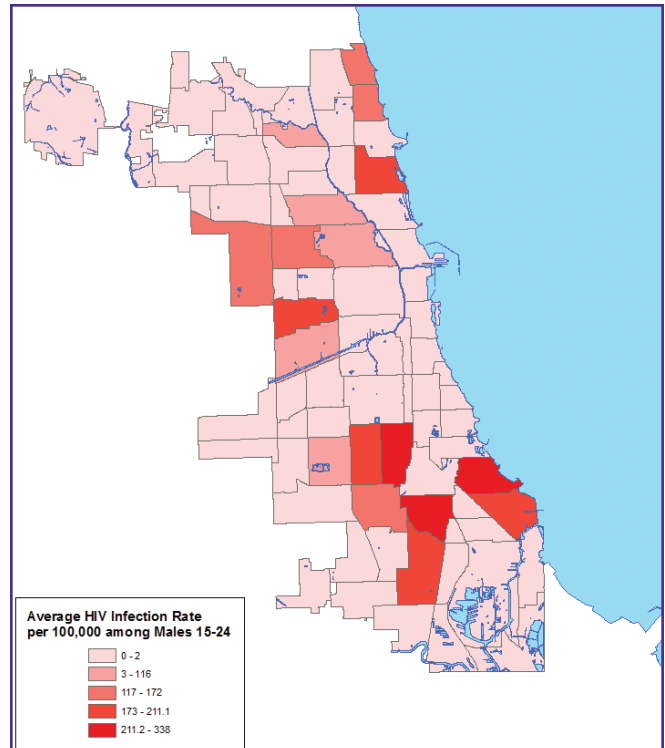 Average HIV Infection Rate
per 100,000 among Males 15-24
0 - 2
3 - 116
117 - 172
173 - 211.1
211.2 - 338